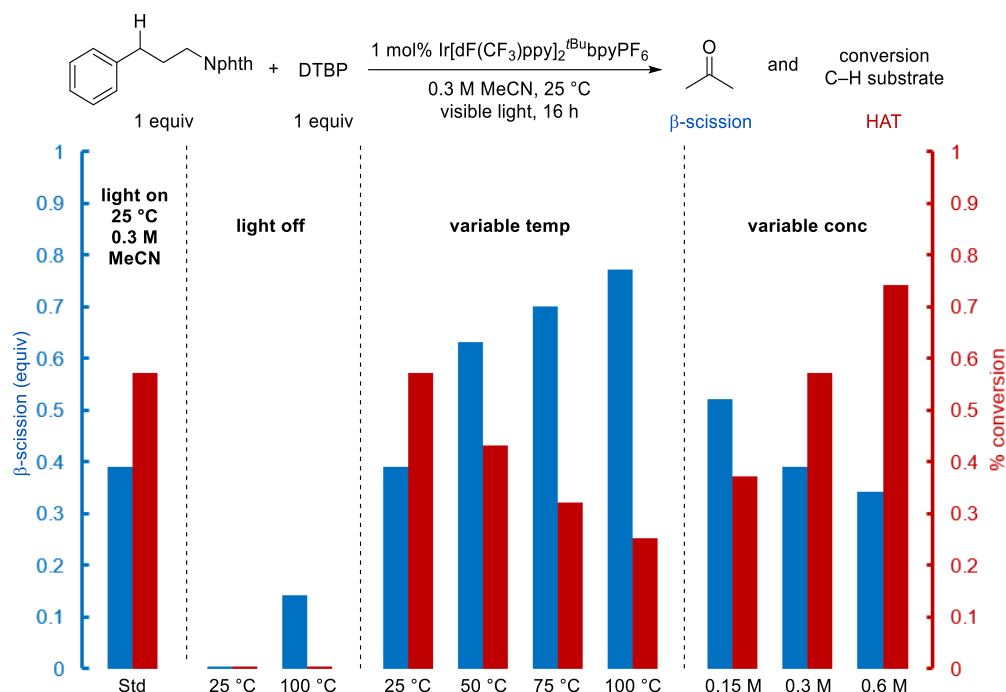 H
Nphth
+
DTBP
1 mol% Ir[dF(CF3)ppy]2tBubpyPF6
0.3 M MeCN, 25 °C
visible light, 16 h
O
and
conversion
C–H substrate
1 equiv
1 equiv
β-scission
HAT
light on
25 °C
0.3 M
MeCN
light off
variable temp
variable conc
β-scission (equiv)
1
0.9
0.8
0.7
0.6
0.5
0.4
0.3
0.2
0.1
0
% conversion
1
0.9
0.8
0.7
0.6
0.5
0.4
0.3
0.2
0.1
0
Std
25 °C
100 °C
25 °C
50 °C
75 °C
100 °C
0.15 M
0.3 M
0.6 M